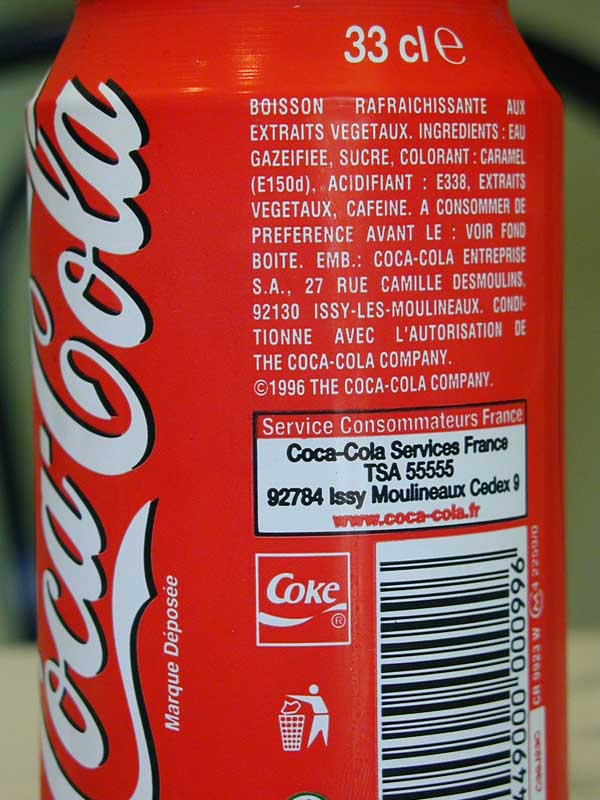 33 cl e
Coca-Cola
BOISSON RAFRAICHISSANTE AUX
EXTRAITS VEGETAUX. INGREDIENTS : EAU
GAZEIFIEE, SUCRE, COLORANT : CARAMEL
(E150d), ACIDIFIANT : E338, EXTRAITS
VEGETAUX, CAFEINE. A CONSOMMER DE
PREFERENCE AVANT LE : VOIR FOND
BOITE. EMB.: COCA-COLA ENTREPRISE
S.A., 27 RUE CAMILLE DESMOULINS,
92130 ISSY-LES-MOULINEAUX. CONDI-
TIONNE AVEC L'AUTORISATION DE
THE COCA-COLA COMPANY.
©1996 THE COCA-COLA COMPANY.
Service Consommateurs France
Coca-Cola Services France
TSA 55555
92784 Issy Moulineaux Cedex 9
www.coca-cola.fr
Coke
®
Marque Déposée
449000 000996
CR 9923 W